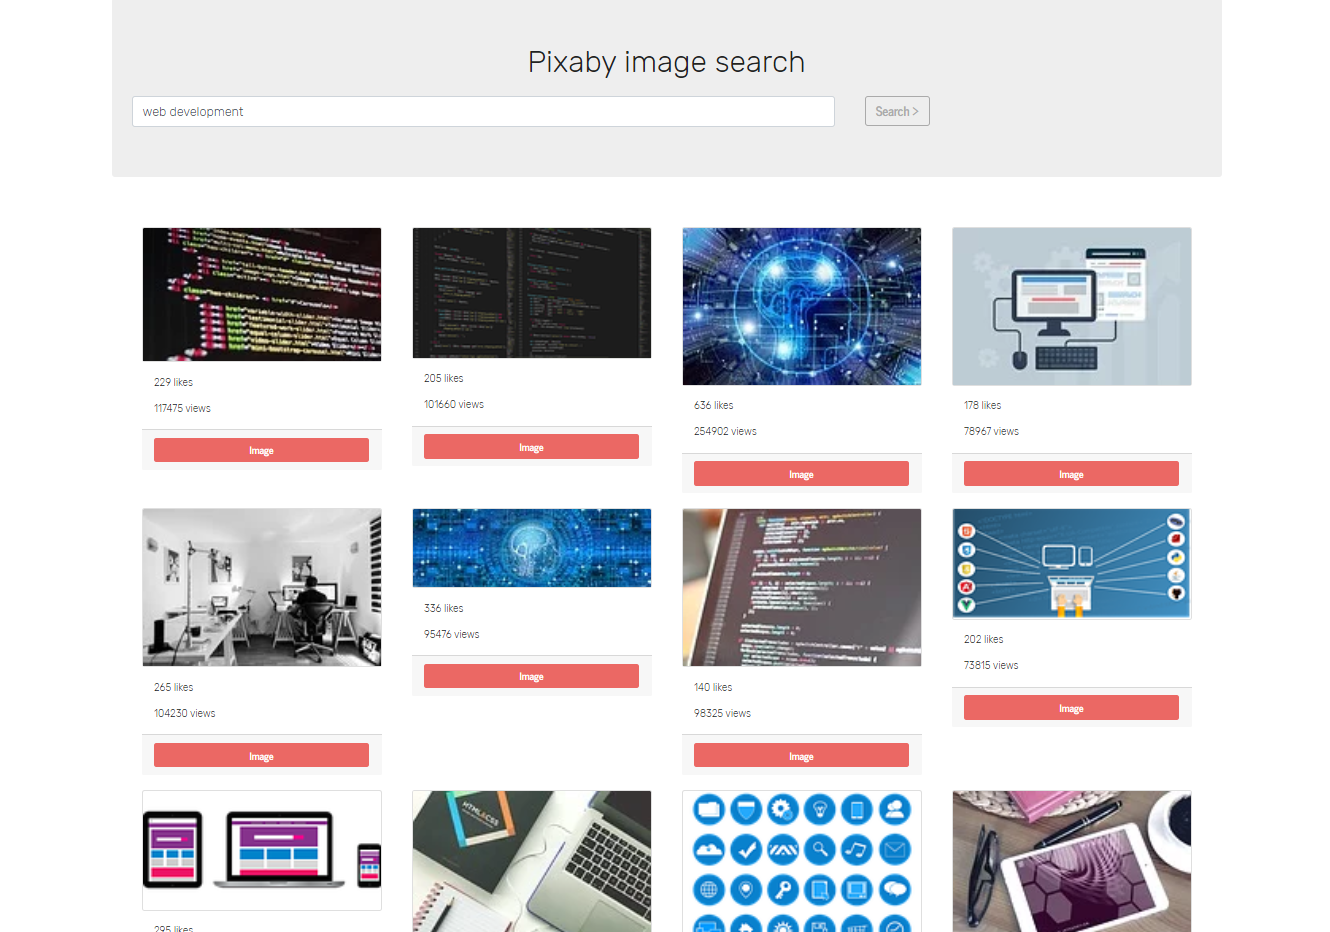 Pixaby image search
web development
Search >
229 likes
117475 views
Image
205 likes
101660 views
Image
636 likes
254902 views
Image
178 likes
78967 views
Image
265 likes
104230 views
Image
336 likes
95476 views
Image
140 likes
98325 views
Image
202 likes
73815 views
Image
HTML&CSS
295 likes